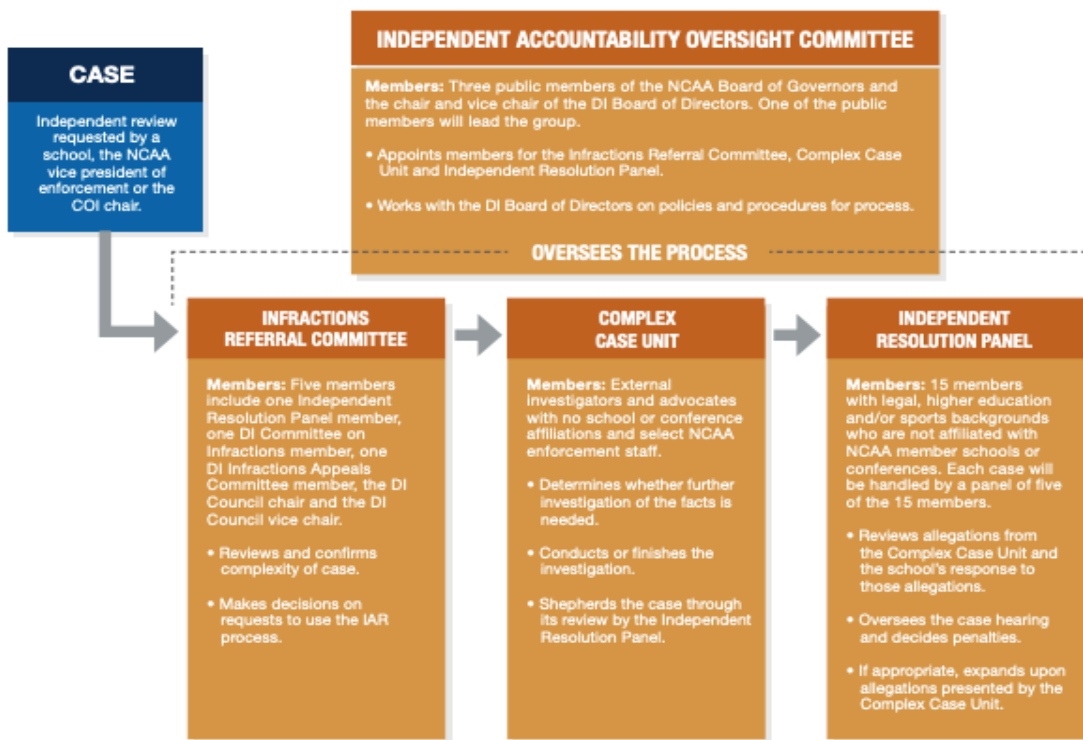 CASE
Independent review
requested by a
school, the NCAA
vice president of
enforcement or the
COI chair.
INDEPENDENT ACCOUNTABILITY OVERSIGHT COMMITTEE
Members: Three public members of the NCAA Board of Governors and
the chair and vice chair of the DI Board of Directors. One of the public
members will lead the group.
• Appoints members for the Infractions Referral Committee, Complex Case
Unit and Independent Resolution Panel.
• Works with the DI Board of Directors on policies and procedures for process.
OVERSEES THE PROCESS
INFRACTIONS
REFERRAL COMMITTEE
Members: Five members
include one Independent
Resolution Panel member,
one DI Committee on
Infractions member, one
DI Infractions Appeals
Committee member, the DI
Council chair and the DI
Council vice chair.
• Reviews and confirms
complexity of case.
• Makes decisions on
requests to use the IAR
process.
COMPLEX
CASE UNIT
Members: External
investigators and advocates
with no school or conference
affiliations and select NCAA
enforcement staff.
• Determines whether further
investigation of the facts is
needed.
• Conducts or finishes the
investigation.
• Shepherds the case through
its review by the Independent
Resolution Panel.
INDEPENDENT
RESOLUTION PANEL
Members: 15 members
with legal, higher education
and/or sports backgrounds
who are not affiliated with
NCAA member schools or
conferences. Each case will
be handled by a panel of five
of the 15 members.
• Reviews allegations from
the Complex Case Unit and
the school's response to
those allegations.
• Oversees the case hearing
and decides penalties.
• If appropriate, expands upon
allegations presented by the
Complex Case Unit.